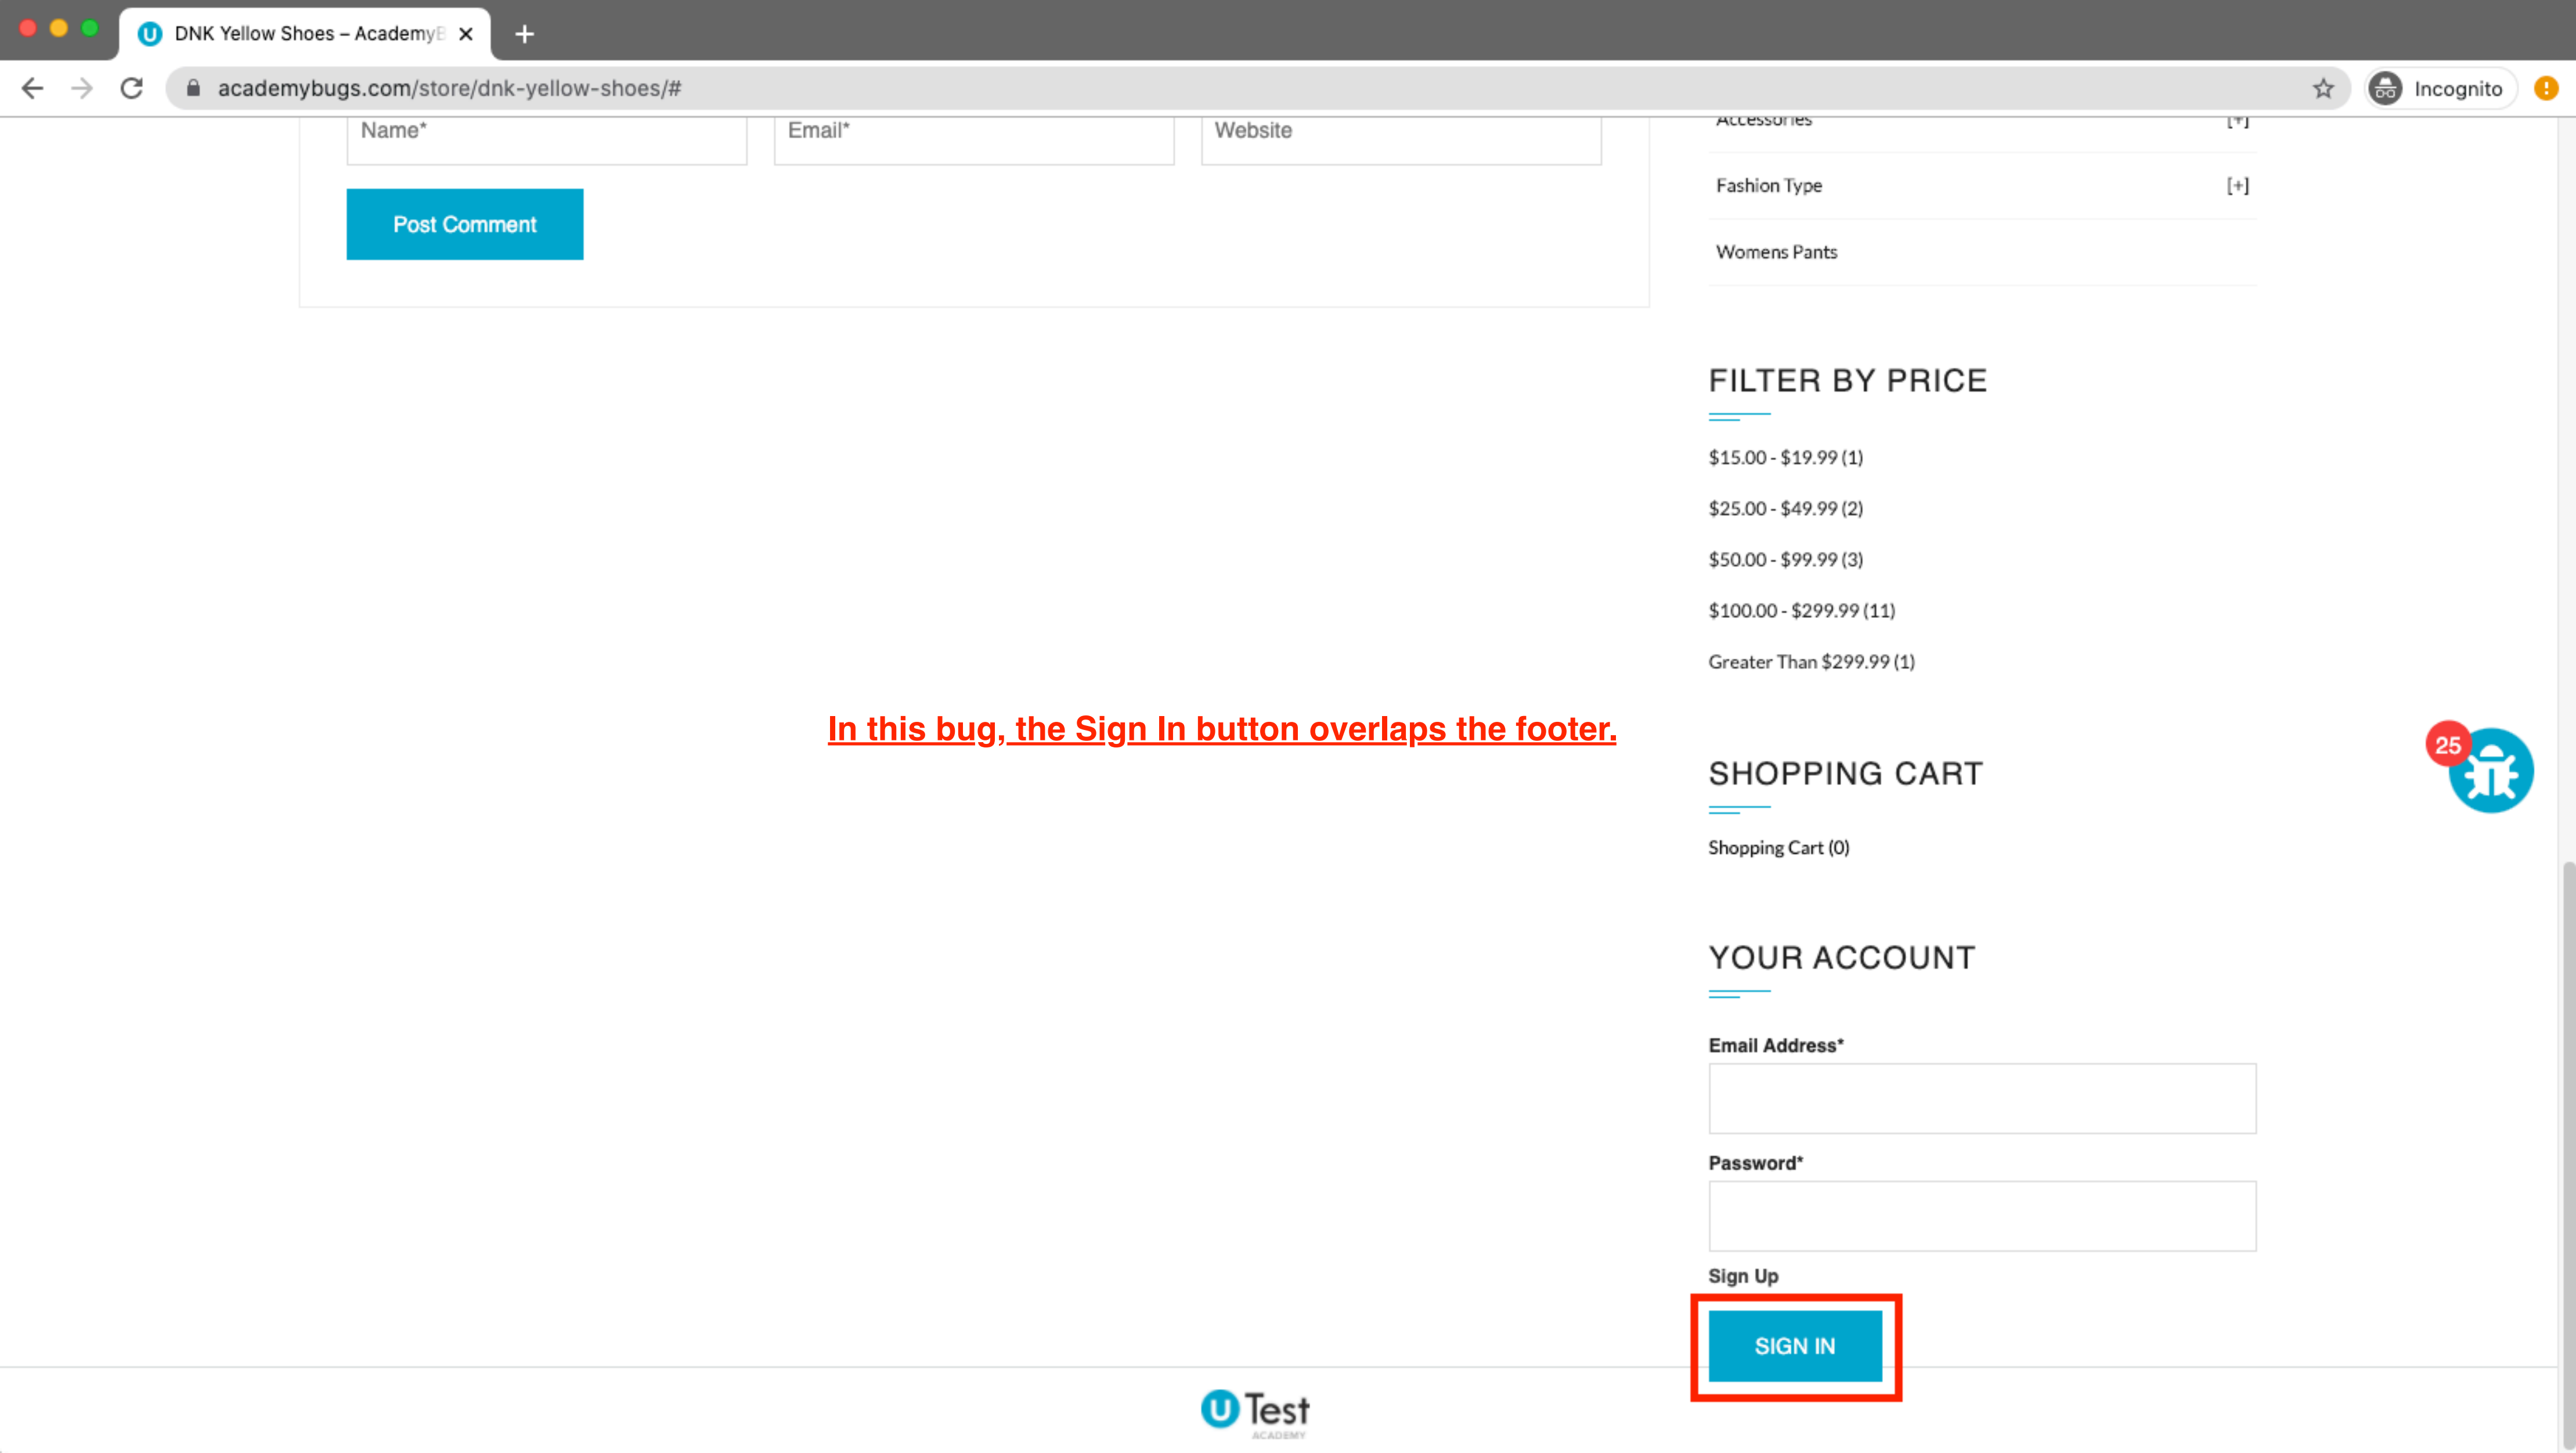 DNK Yellow Shoes – AcademyB
academybugs.com/store/dnk-yellow-shoes/#
Incognito
Name*
Email*
Website
Post Comment
Accessories [+]
Fashion Type [+]
Womens Pants
FILTER BY PRICE
$15.00 - $19.99 (1)
$25.00 - $49.99 (2)
$50.00 - $99.99 (3)
$100.00 - $299.99 (11)
Greater Than $299.99 (1)
In this bug, the Sign In button overlaps the footer.
25
SHOPPING CART
Shopping Cart (0)
YOUR ACCOUNT
Email Address*
Password*
Sign Up
SIGN IN
U Test
ACADEMY